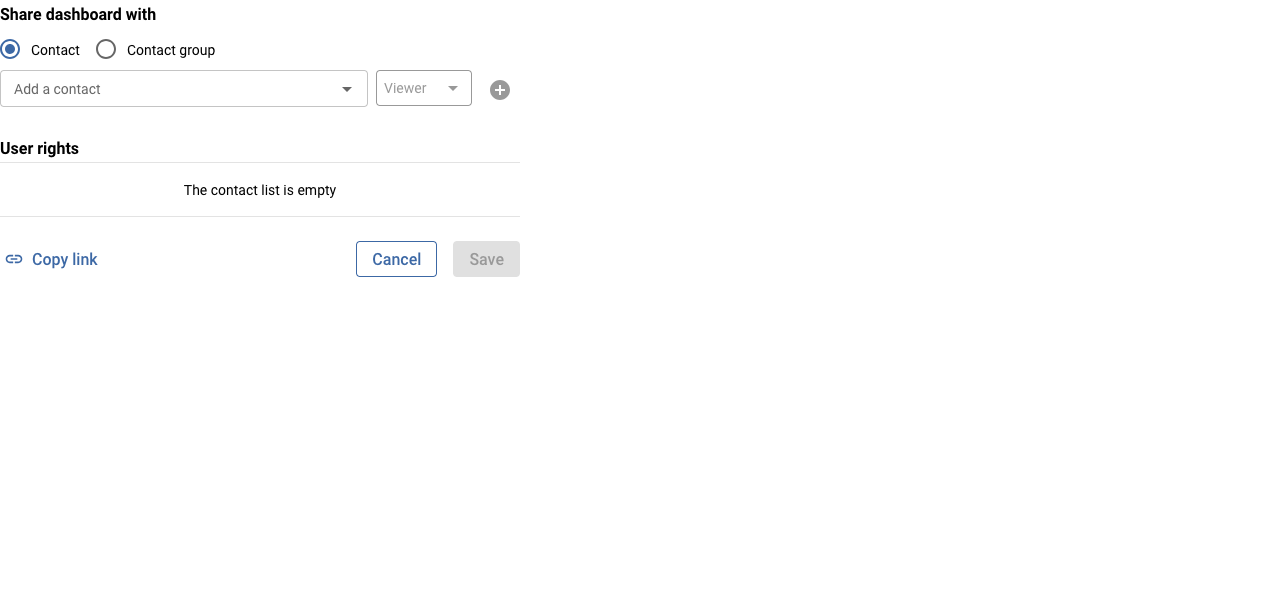 Share dashboard with
Contact Contact group
Add a contact Viewer
User rights
The contact list is empty
Copy link Cancel Save